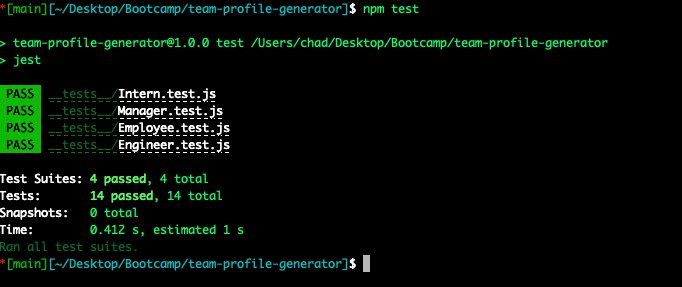 *[main][~/Desktop/Bootcamp/team-profile-generator]$ npm test
> team-profile-generator@1.0.0 test /Users/chad/Desktop/Bootcamp/team-profile-generator
> jest
PASS __tests__/Intern.test.js
PASS __tests__/Manager.test.js
PASS __tests__/Employee.test.js
PASS __tests__/Engineer.test.js
Test Suites: 4 passed, 4 total
Tests: 14 passed, 14 total
Snapshots: 0 total
Time: 0.412 s, estimated 1 s
Ran all test suites.
*[main][~/Desktop/Bootcamp/team-profile-generator]$